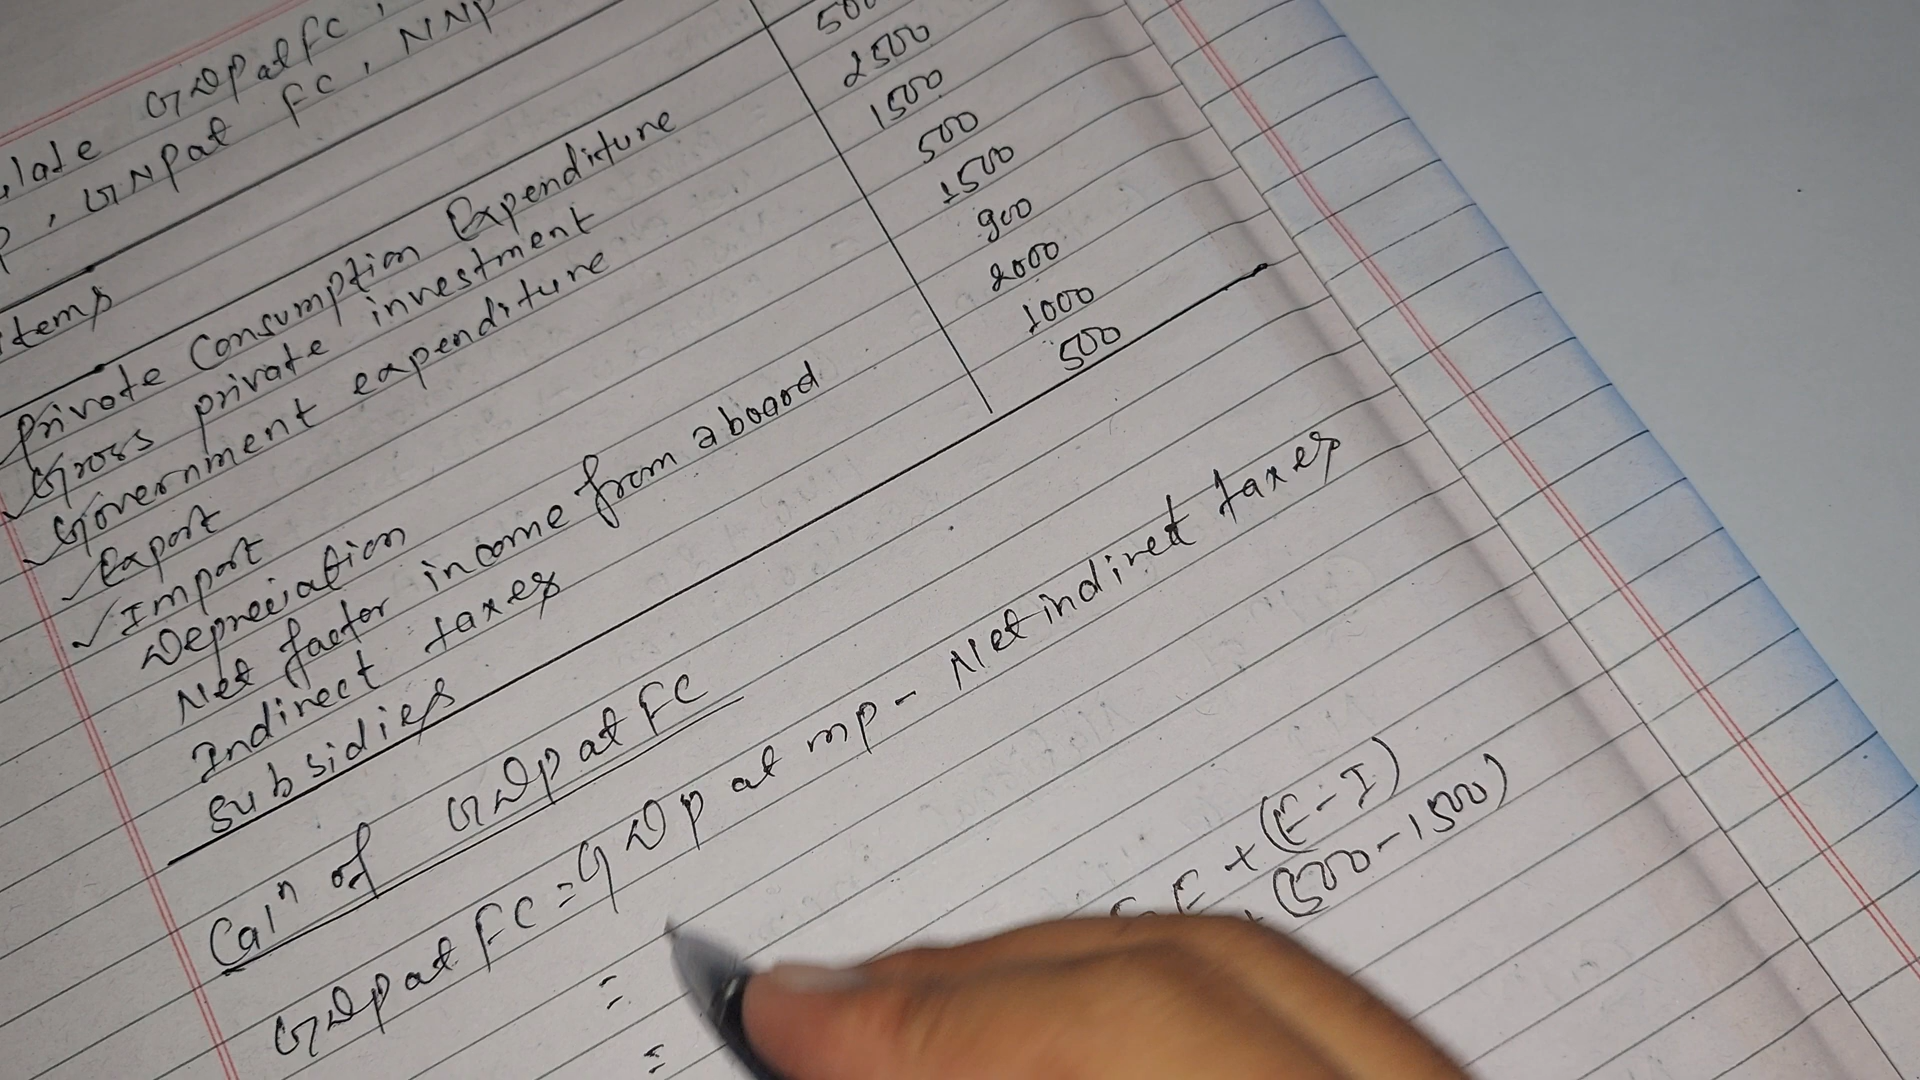 late GDP at FC,
, GNP at FC, NNP
items
Private Consumption Expenditure 2500
Gross private investment 1500
Government expenditure 500
Export 1500
Import 900
Depreciation 2000
Net factor income from aboard 1000
Indirect taxes 500
Subsidies
Calⁿ of GDP at FC
GDP at FC = GDP at mp - Net indirect taxes
= + (E-I)
= (500-1500)